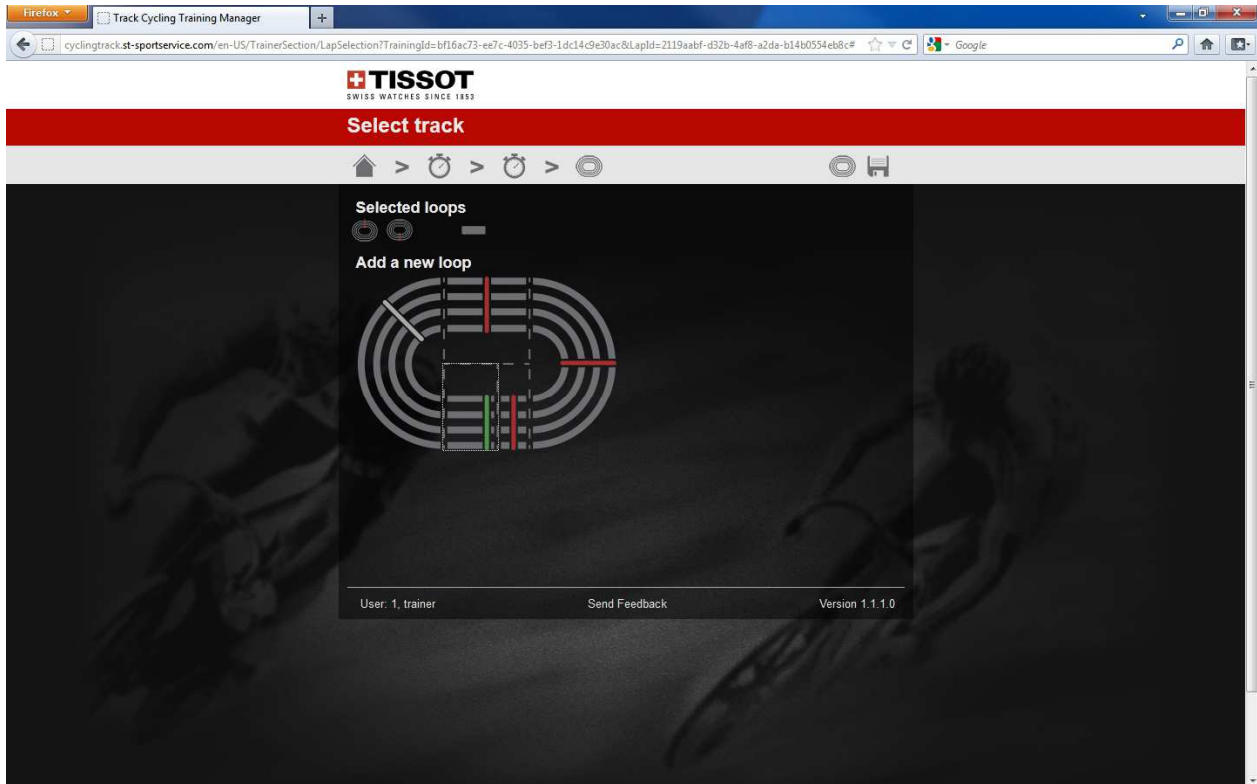 Firefox
Track Cycling Training Manager
cyclingtrack.st-sportservice.com/en-US/TrainerSection/LapSelection?TrainingId=bf16ac73-ee7c-4035-bef3-1dc14c9e30ac&LapId=2119aabf-d32b-4af8-a2da-b14b0554eb8c#
Google
TISSOT
SWISS WATCHES SINCE 1853
Select track
> > >
Selected loops
Add a new loop
User: 1, trainer
Send Feedback
Version 1.1.1.0